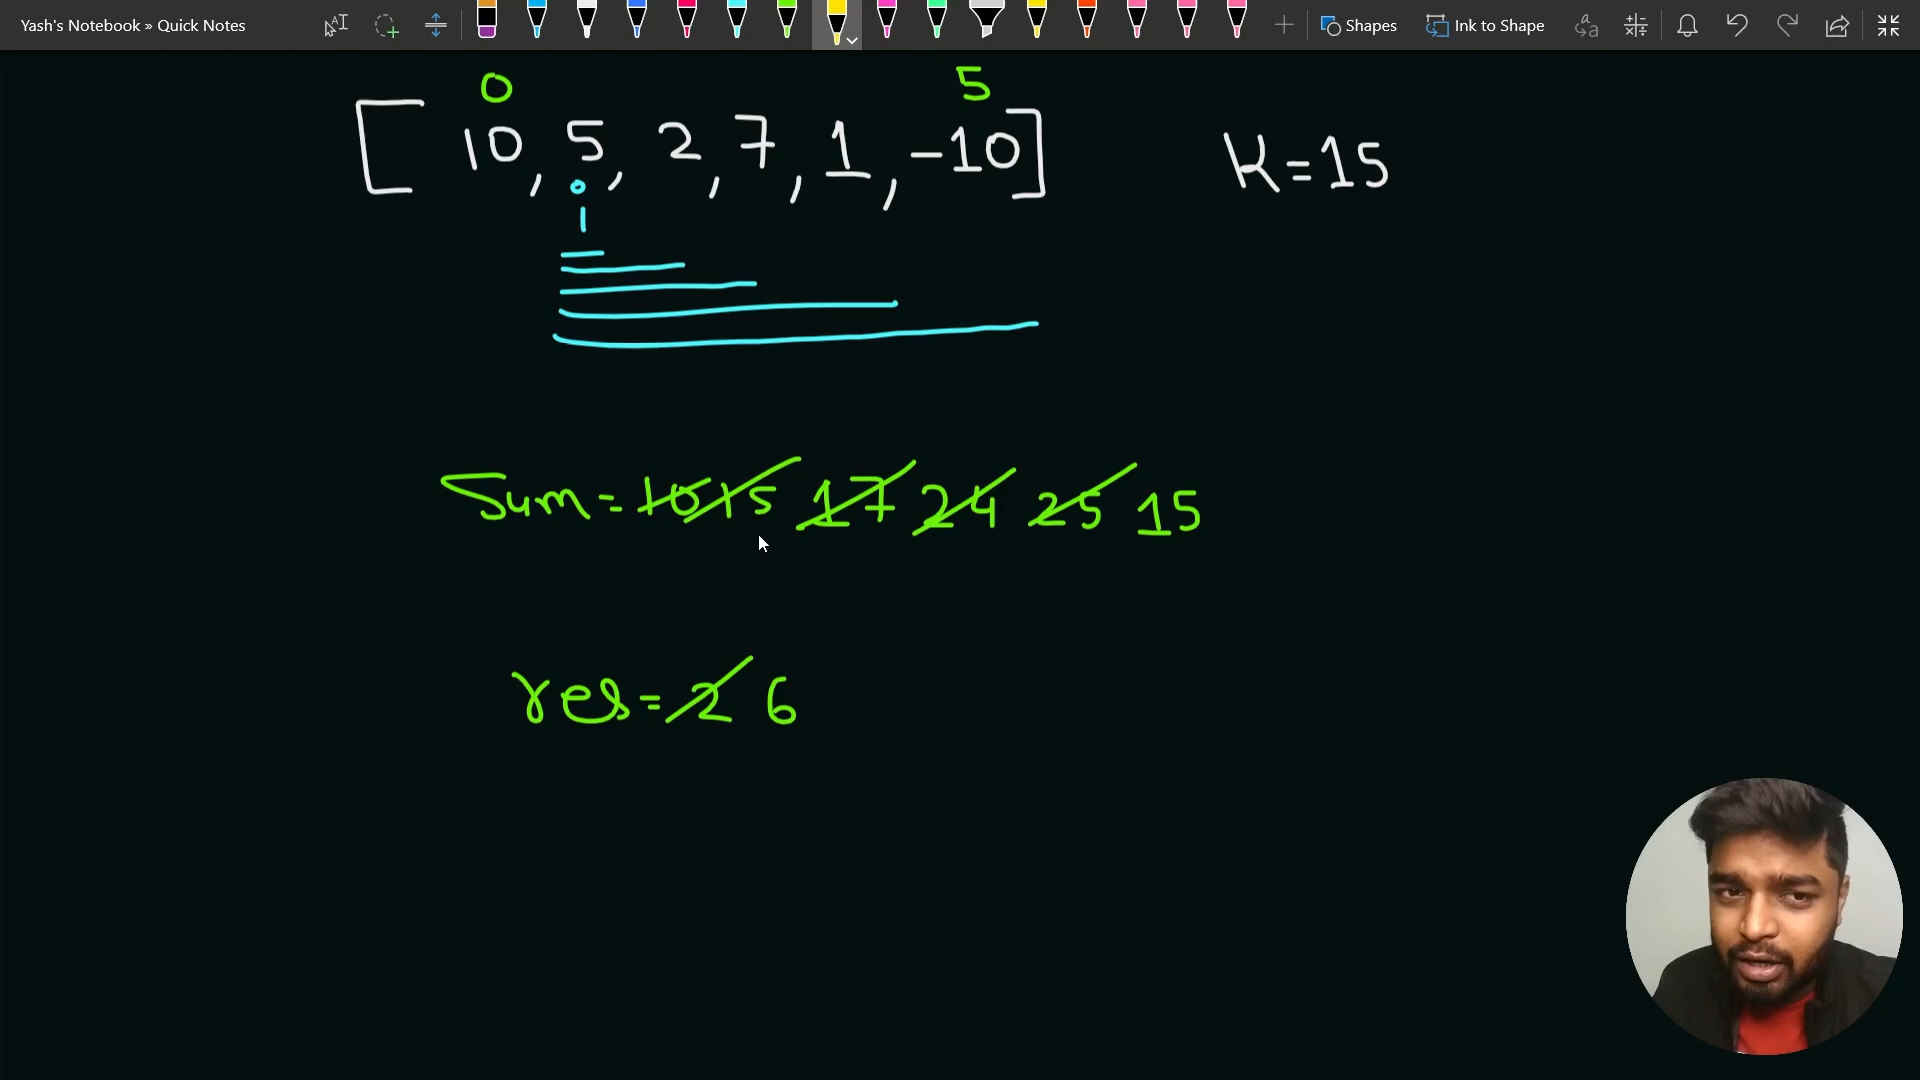 Yash's Notebook » Quick Notes
Shapes
Ink to Shape
0 5
[ 10, 5, 2, 7, 1, -10] K=15
i
Sum = 10 15 17 24 25 15
res = 2 6